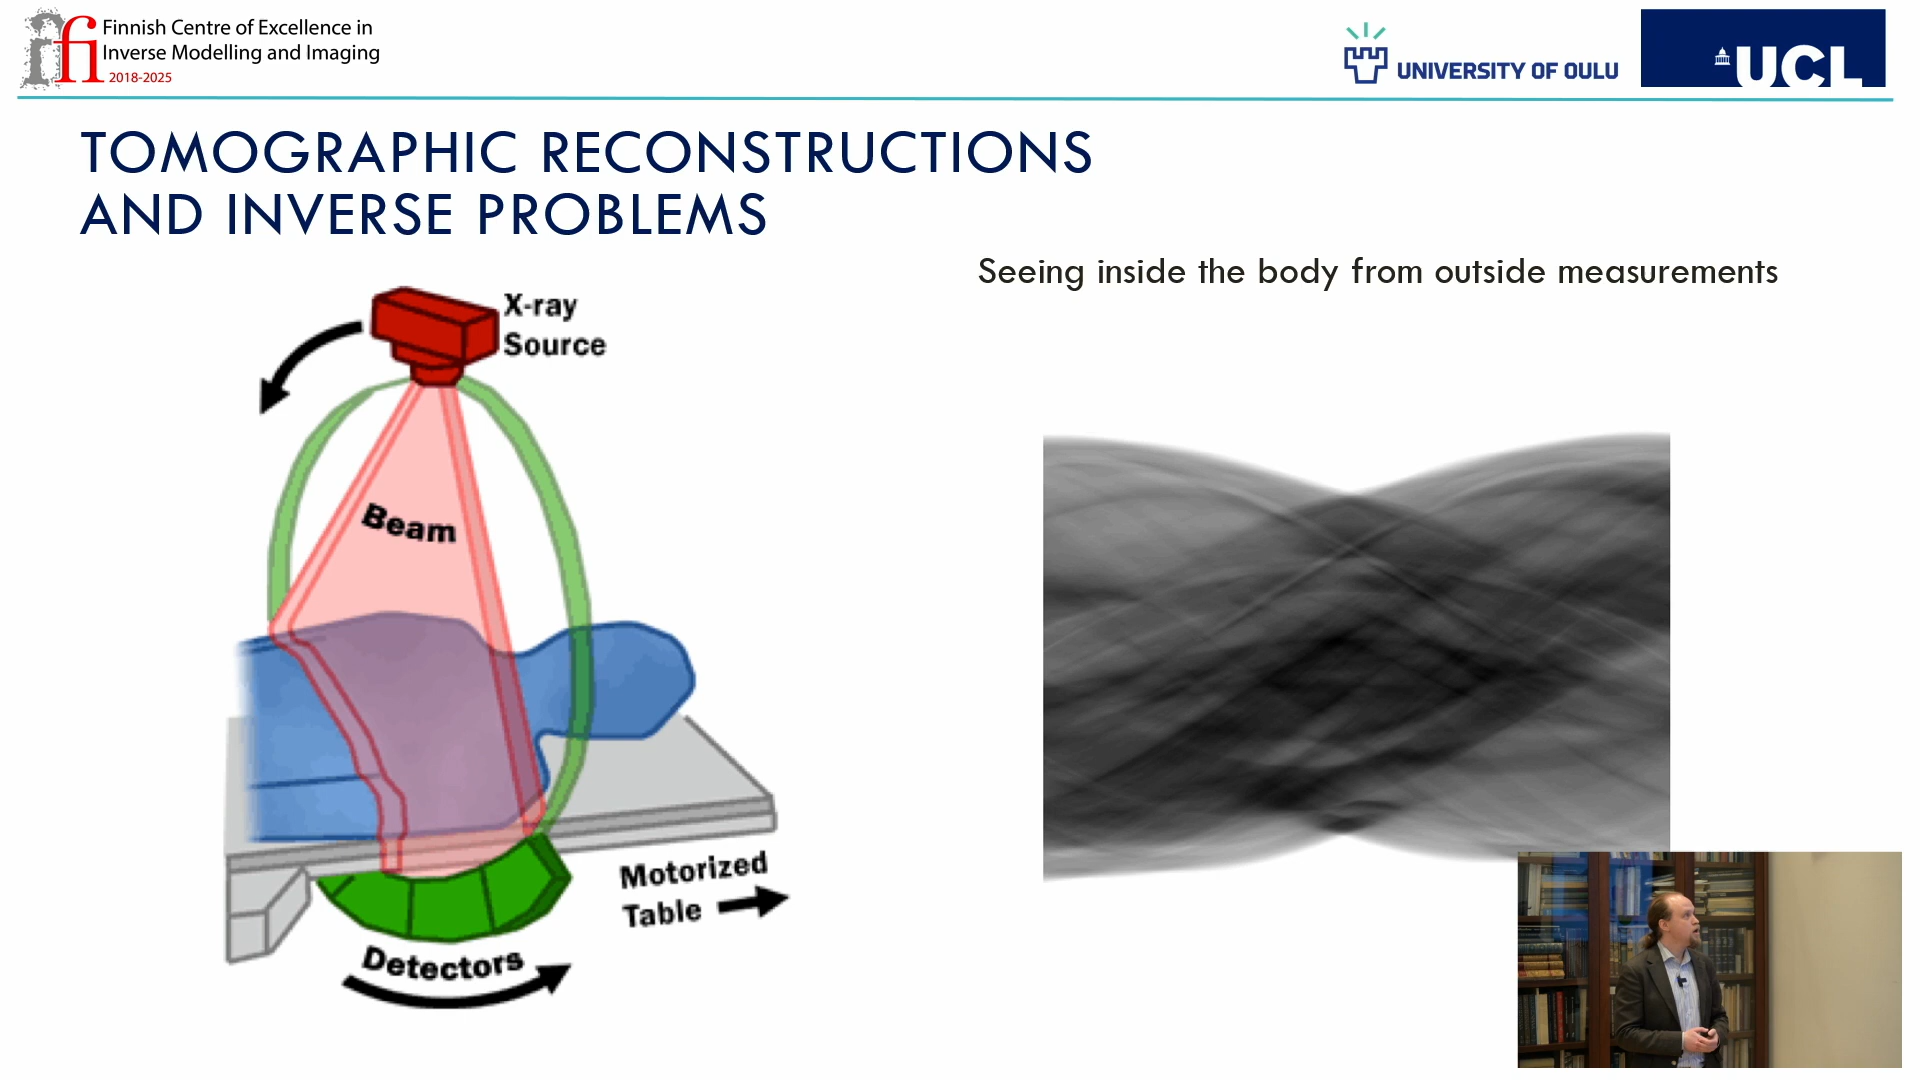 Finnish Centre of Excellence in
Inverse Modelling and Imaging
2018-2025
fi
UNIVERSITY OF OULU
UCL
TOMOGRAPHIC RECONSTRUCTIONS
AND INVERSE PROBLEMS
Seeing inside the body from outside measurements
X-ray
Source
Beam
Motorized
Table
Detectors